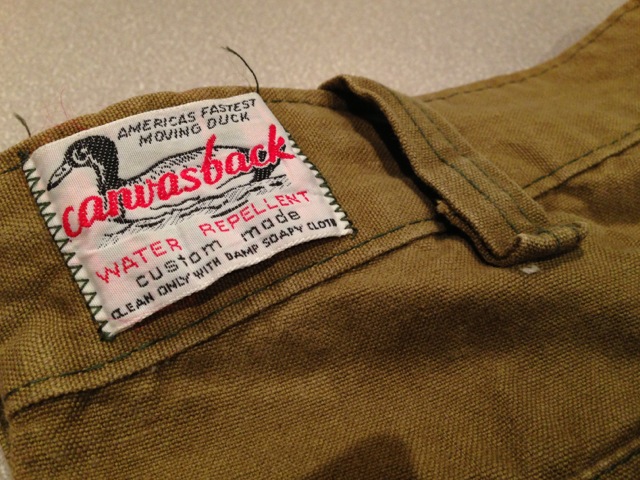 AMERICAS FASTEST
MOVING DUCK
canvasback
WATER REPELLENT
custom made
CLEAN ONLY WITH DAMP SOAPY CLOTH